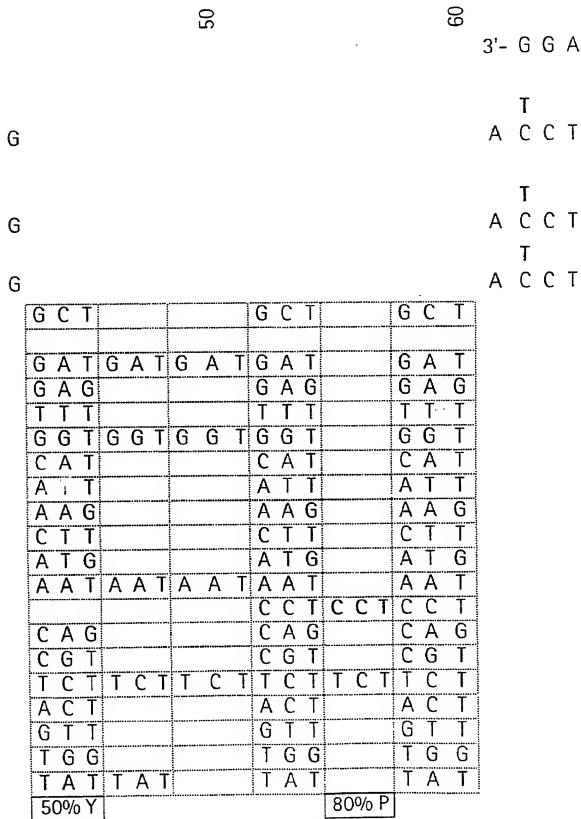 50 60
3'- G G A
T
G A C C T
T
G A C C T
T
G A C C T
G C T G C T G C T
G A T G A T G A T G A T G A T
G A G G A G G A G
T T T T T T T T T
G G T G G T G G T G G T G G T
C A T C A T C A T
A T A T T A T T
A A G A A G A A G
C T T C T T C T T
A T G A T G A T G
A A T A A T A A T A A T A A T
C C T C C T C C T
C A G C A G C A G
C G T C G T C G T
T C T T C T T C T T C T T C T T C T
A C T A C T A C T
G T T G T T G T T
T G G T G G T G G
T A T T A T T A T T A T
50% Y 80% P